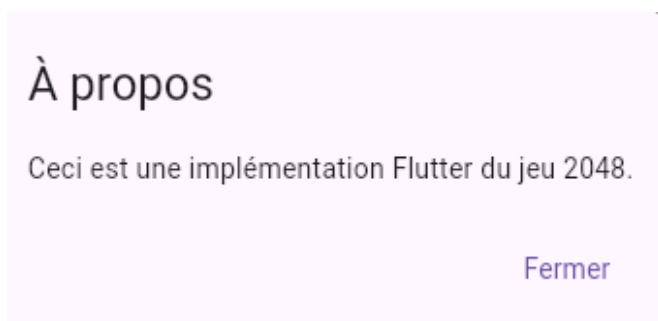 À propos
Ceci est une implémentation Flutter du jeu 2048.
Fermer